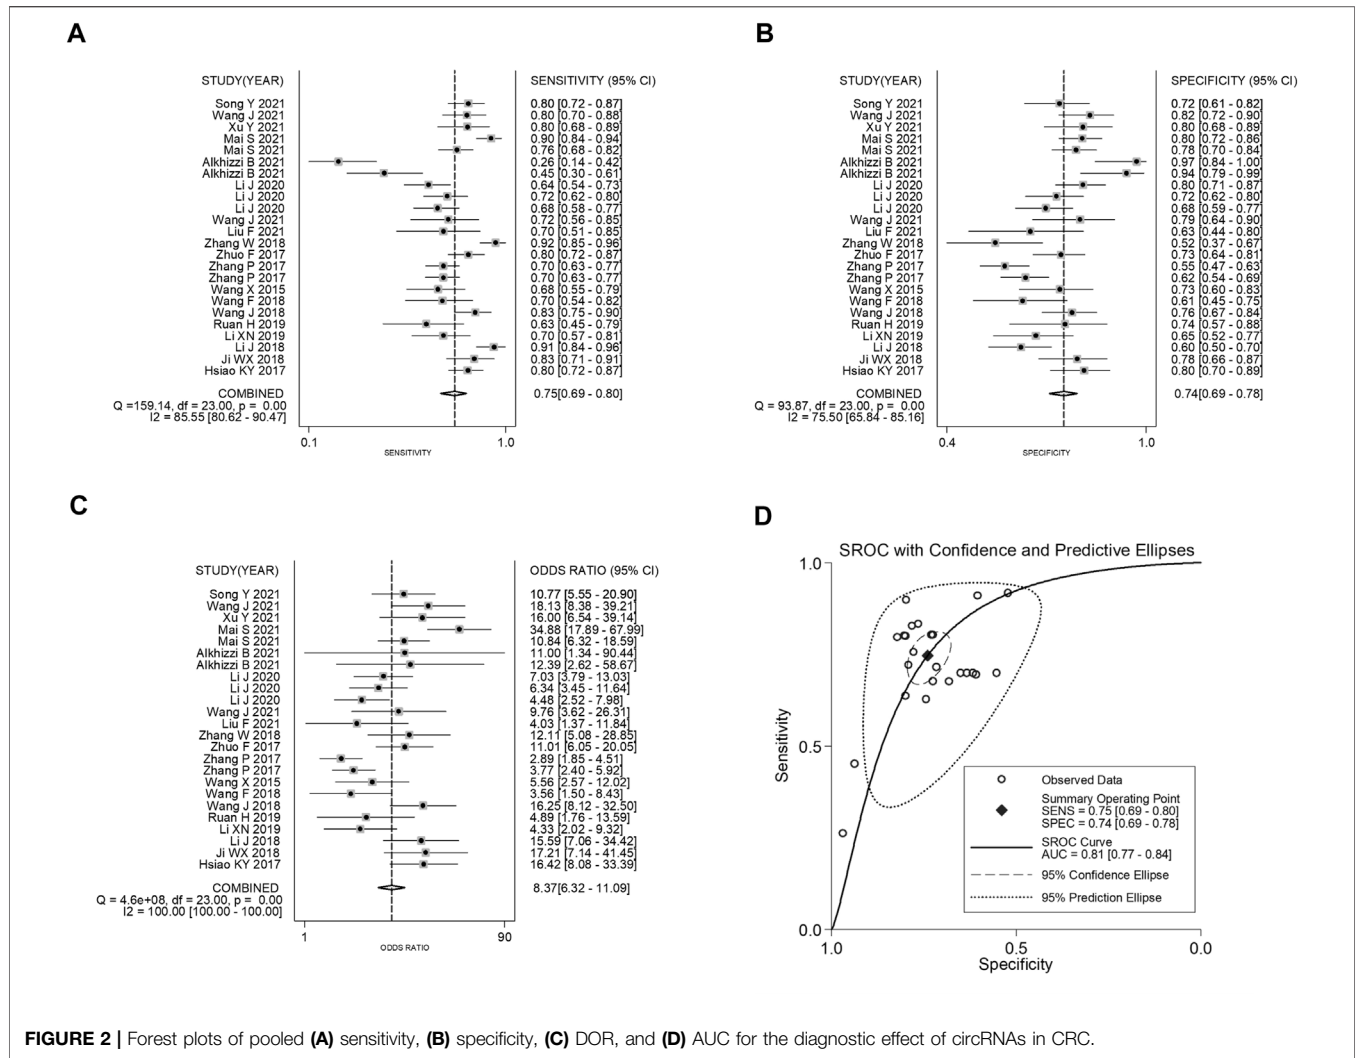 A
STUDY(YEAR) SENSITIVITY (95% CI)
Song Y 2021 0.80 [0.72 - 0.87]
Wang J 2021 0.80 [0.70 - 0.88]
Xu Y 2021 0.80 [0.68 - 0.89]
Mai S 2021 0.90 [0.84 - 0.94]
Mai S 2021 0.76 [0.68 - 0.82]
Alkhizzi B 2021 0.26 [0.14 - 0.42]
Alkhizzi B 2021 0.45 [0.30 - 0.61]
Li J 2020 0.64 [0.54 - 0.73]
Li J 2020 0.72 [0.62 - 0.80]
Li J 2020 0.68 [0.58 - 0.77]
Wang J 2021 0.72 [0.56 - 0.85]
Liu F 2021 0.70 [0.51 - 0.85]
Zhang W 2018 0.92 [0.85 - 0.96]
Zhuo F 2017 0.80 [0.72 - 0.87]
Zhang P 2017 0.70 [0.63 - 0.77]
Zhang P 2017 0.70 [0.63 - 0.77]
Wang X 2015 0.68 [0.55 - 0.79]
Wang F 2018 0.70 [0.54 - 0.82]
Wang J 2018 0.83 [0.75 - 0.90]
Ruan H 2019 0.63 [0.45 - 0.79]
Li XN 2019 0.70 [0.57 - 0.81]
Li J 2018 0.91 [0.84 - 0.96]
Ji WX 2018 0.83 [0.71 - 0.91]
Hsiao KY 2017 0.80 [0.72 - 0.87]
COMBINED 0.75[0.69 - 0.80]
Q =159.14, df = 23.00, p = 0.00
I2 = 85.55 [80.62 - 90.47]
0.1 1.0
SENSITIVITY
B
STUDY(YEAR) SPECIFICITY (95% CI)
Song Y 2021 0.72 [0.61 - 0.82]
Wang J 2021 0.82 [0.72 - 0.90]
Xu Y 2021 0.80 [0.68 - 0.89]
Mai S 2021 0.80 [0.72 - 0.86]
Mai S 2021 0.78 [0.70 - 0.84]
Alkhizzi B 2021 0.97 [0.84 - 1.00]
Alkhizzi B 2021 0.94 [0.79 - 0.99]
Li J 2020 0.80 [0.71 - 0.87]
Li J 2020 0.72 [0.62 - 0.80]
Li J 2020 0.68 [0.59 - 0.77]
Wang J 2021 0.79 [0.64 - 0.90]
Liu F 2021 0.63 [0.44 - 0.80]
Zhang W 2018 0.52 [0.37 - 0.67]
Zhuo F 2017 0.73 [0.64 - 0.81]
Zhang P 2017 0.55 [0.47 - 0.63]
Zhang P 2017 0.62 [0.54 - 0.69]
Wang X 2015 0.73 [0.60 - 0.83]
Wang F 2018 0.61 [0.45 - 0.75]
Wang J 2018 0.76 [0.67 - 0.84]
Ruan H 2019 0.74 [0.57 - 0.88]
Li XN 2019 0.65 [0.52 - 0.77]
Li J 2018 0.60 [0.50 - 0.70]
Ji WX 2018 0.78 [0.66 - 0.87]
Hsiao KY 2017 0.80 [0.70 - 0.89]
COMBINED 0.74[0.69 - 0.78]
Q = 93.87, df = 23.00, p = 0.00
I2 = 75.50 [65.84 - 85.16]
0.4 1.0
SPECIFICITY
C
STUDY(YEAR) ODDS RATIO (95% CI)
Song Y 2021 10.77 [5.55 - 20.90]
Wang J 2021 18.13 [8.38 - 39.21]
Xu Y 2021 16.00 [6.54 - 39.14]
Mai S 2021 34.88 [17.89 - 67.99]
Mai S 2021 10.84 [6.32 - 18.59]
Alkhizzi B 2021 11.00 [1.34 - 90.44]
Alkhizzi B 2021 12.39 [2.62 - 58.67]
Li J 2020 7.03 [3.79 - 13.03]
Li J 2020 6.34 [3.45 - 11.64]
Li J 2020 4.48 [2.52 - 7.98]
Wang J 2021 9.76 [3.62 - 26.31]
Liu F 2021 4.03 [1.37 - 11.84]
Zhang W 2018 12.11 [5.08 - 28.85]
Zhuo F 2017 11.01 [6.05 - 20.05]
Zhang P 2017 2.89 [1.85 - 4.51]
Zhang P 2017 3.77 [2.40 - 5.92]
Wang X 2015 5.56 [2.57 - 12.02]
Wang F 2018 3.56 [1.50 - 8.43]
Wang J 2018 16.25 [8.12 - 32.50]
Ruan H 2019 4.89 [1.76 - 13.59]
Li XN 2019 4.33 [2.02 - 9.32]
Li J 2018 15.59 [7.06 - 34.42]
Ji WX 2018 17.21 [7.14 - 41.45]
Hsiao KY 2017 16.42 [8.08 - 33.39]
COMBINED 8.37[6.32 - 11.09]
Q = 4.6e+08, df = 23.00, p = 0.00
I2 = 100.00 [100.00 - 100.00]
1 90
ODDS RATIO
D
SROC with Confidence and Predictive Ellipses
1.0
0.5
0.0
Sensitivity
Observed Data
Summary Operating Point
SENS = 0.75 [0.69 - 0.80]
SPEC = 0.74 [0.69 - 0.78]
SROC Curve
AUC = 0.81 [0.77 - 0.84]
95% Confidence Ellipse
95% Prediction Ellipse
1.0 0.5 0.0
Specificity
FIGURE 2 | Forest plots of pooled (A) sensitivity, (B) specificity, (C) DOR, and (D) AUC for the diagnostic effect of circRNAs in CRC.